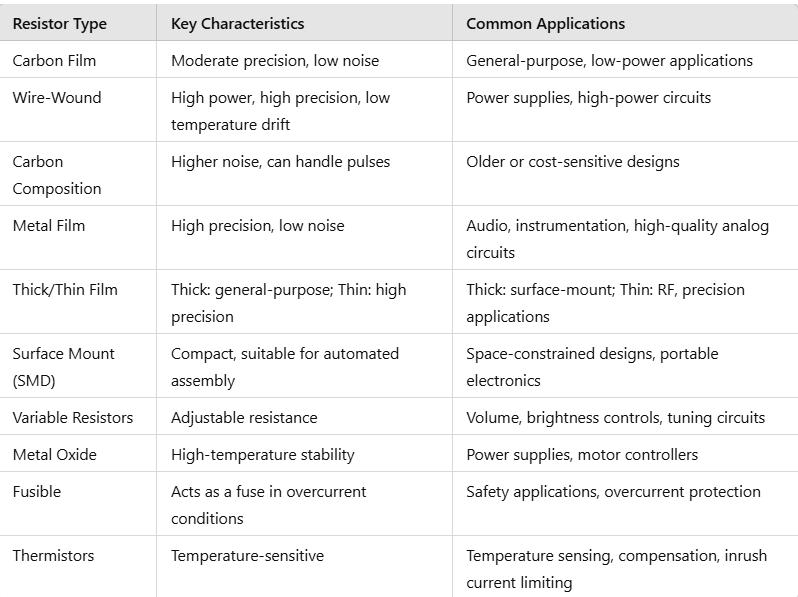 Resistor Type Key Characteristics Common Applications
Carbon Film Moderate precision, low noise General-purpose, low-power applications
Wire-Wound High power, high precision, low Power supplies, high-power circuits
temperature drift
Carbon Higher noise, can handle pulses Older or cost-sensitive designs
Composition
Metal Film High precision, low noise Audio, instrumentation, high-quality analog
circuits
Thick/Thin Film Thick: general-purpose; Thin: high Thick: surface-mount; Thin: RF, precision
precision applications
Surface Mount Compact, suitable for automated Space-constrained designs, portable
(SMD) assembly electronics
Variable Resistors Adjustable resistance Volume, brightness controls, tuning circuits
Metal Oxide High-temperature stability Power supplies, motor controllers
Fusible Acts as a fuse in overcurrent Safety applications, overcurrent protection
conditions
Thermistors Temperature-sensitive Temperature sensing, compensation, inrush
current limiting